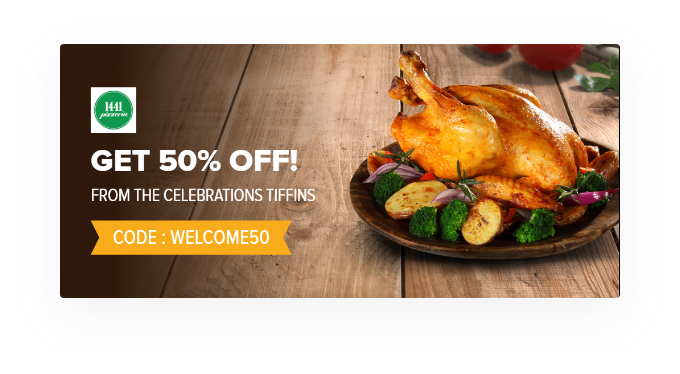 1441
pizzeria
GET 50% OFF!
FROM THE CELEBRATIONS TIFFINS
CODE : WELCOME50